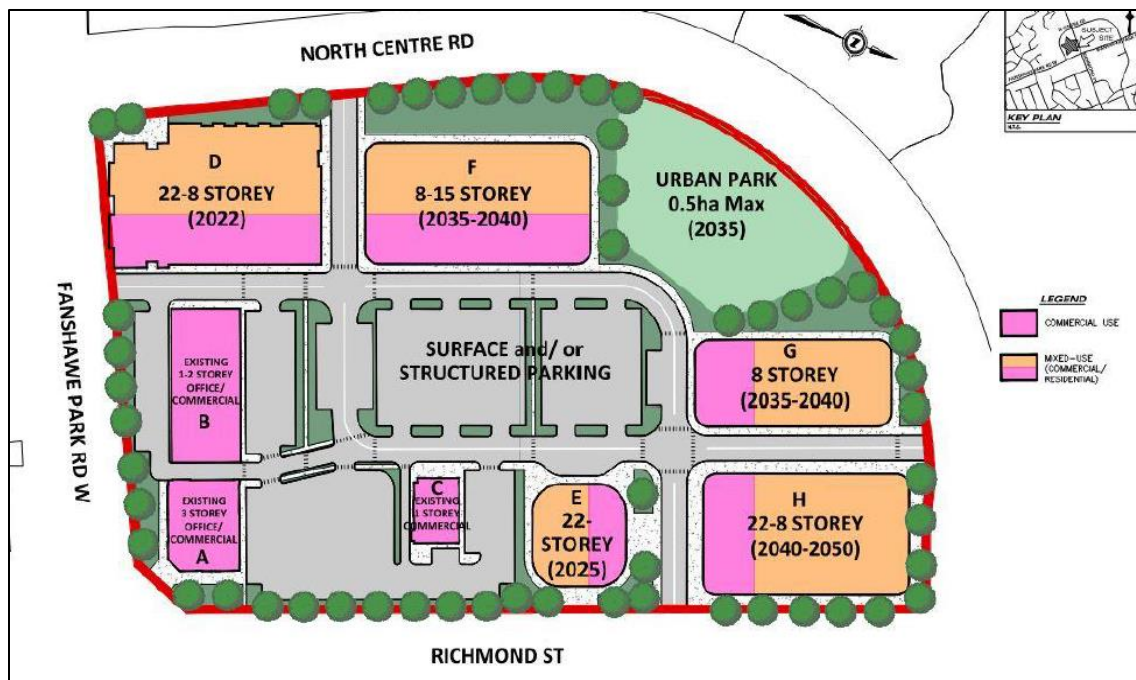 NORTH CENTRE RD
Z
SUBJECT
SITE
KEY PLAN
N.T.S.
D
22-8 STOREY
(2022)
F
8-15 STOREY
(2035-2040)
URBAN PARK
0.5ha Max
(2035)
FANSHAWE PARK RD W
EXISTING
1-2 STOREY
OFFICE/
COMMERCIAL
B
SURFACE and/ or
STRUCTURED PARKING
G
8 STOREY
(2035-2040)
LEGEND
COMMERCIAL USE
MIXED-USE
(COMMERCIAL/
RESIDENTIAL)
EXISTING
3 STOREY
OFFICE/
COMMERCIAL
A
C
EXISTING
1 STOREY
COMMERCIAL
E
22-
STOREY
(2025)
H
22-8 STOREY
(2040-2050)
RICHMOND ST